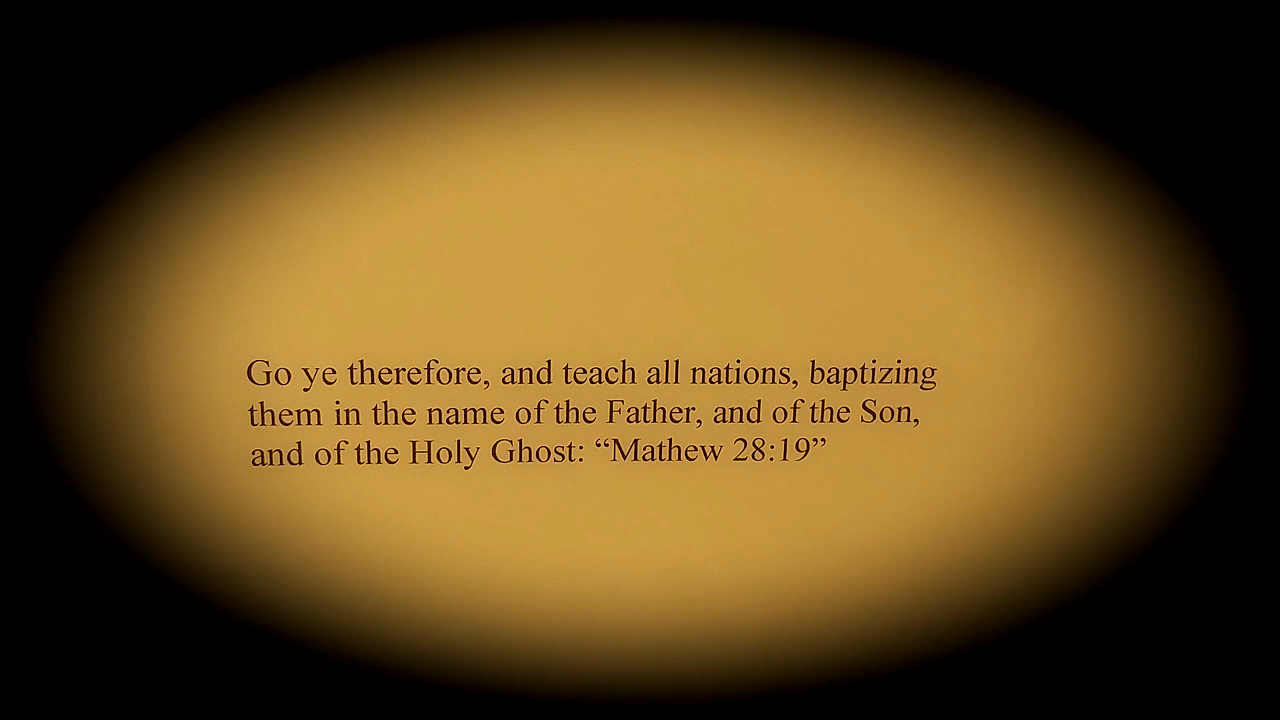 Go ye therefore, and teach all nations, baptizing
them in the name of the Father, and of the Son,
and of the Holy Ghost: “Mathew 28:19”